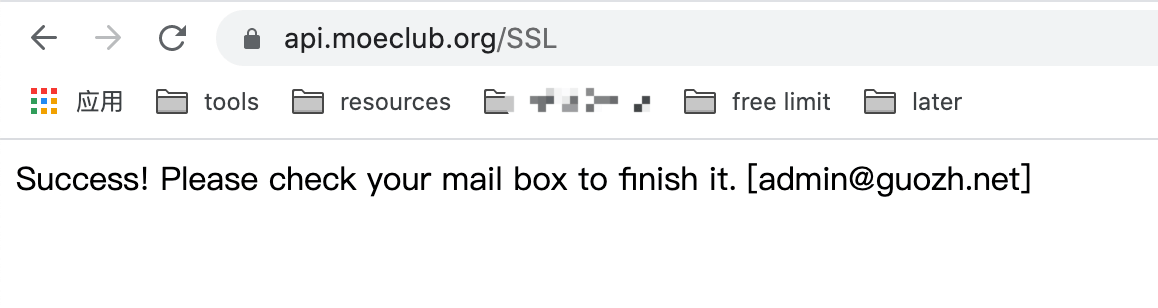 api.moeclub.org/SSL
应用 tools resources free limit later
Success! Please check your mail box to finish it. [admin@guozh.net]